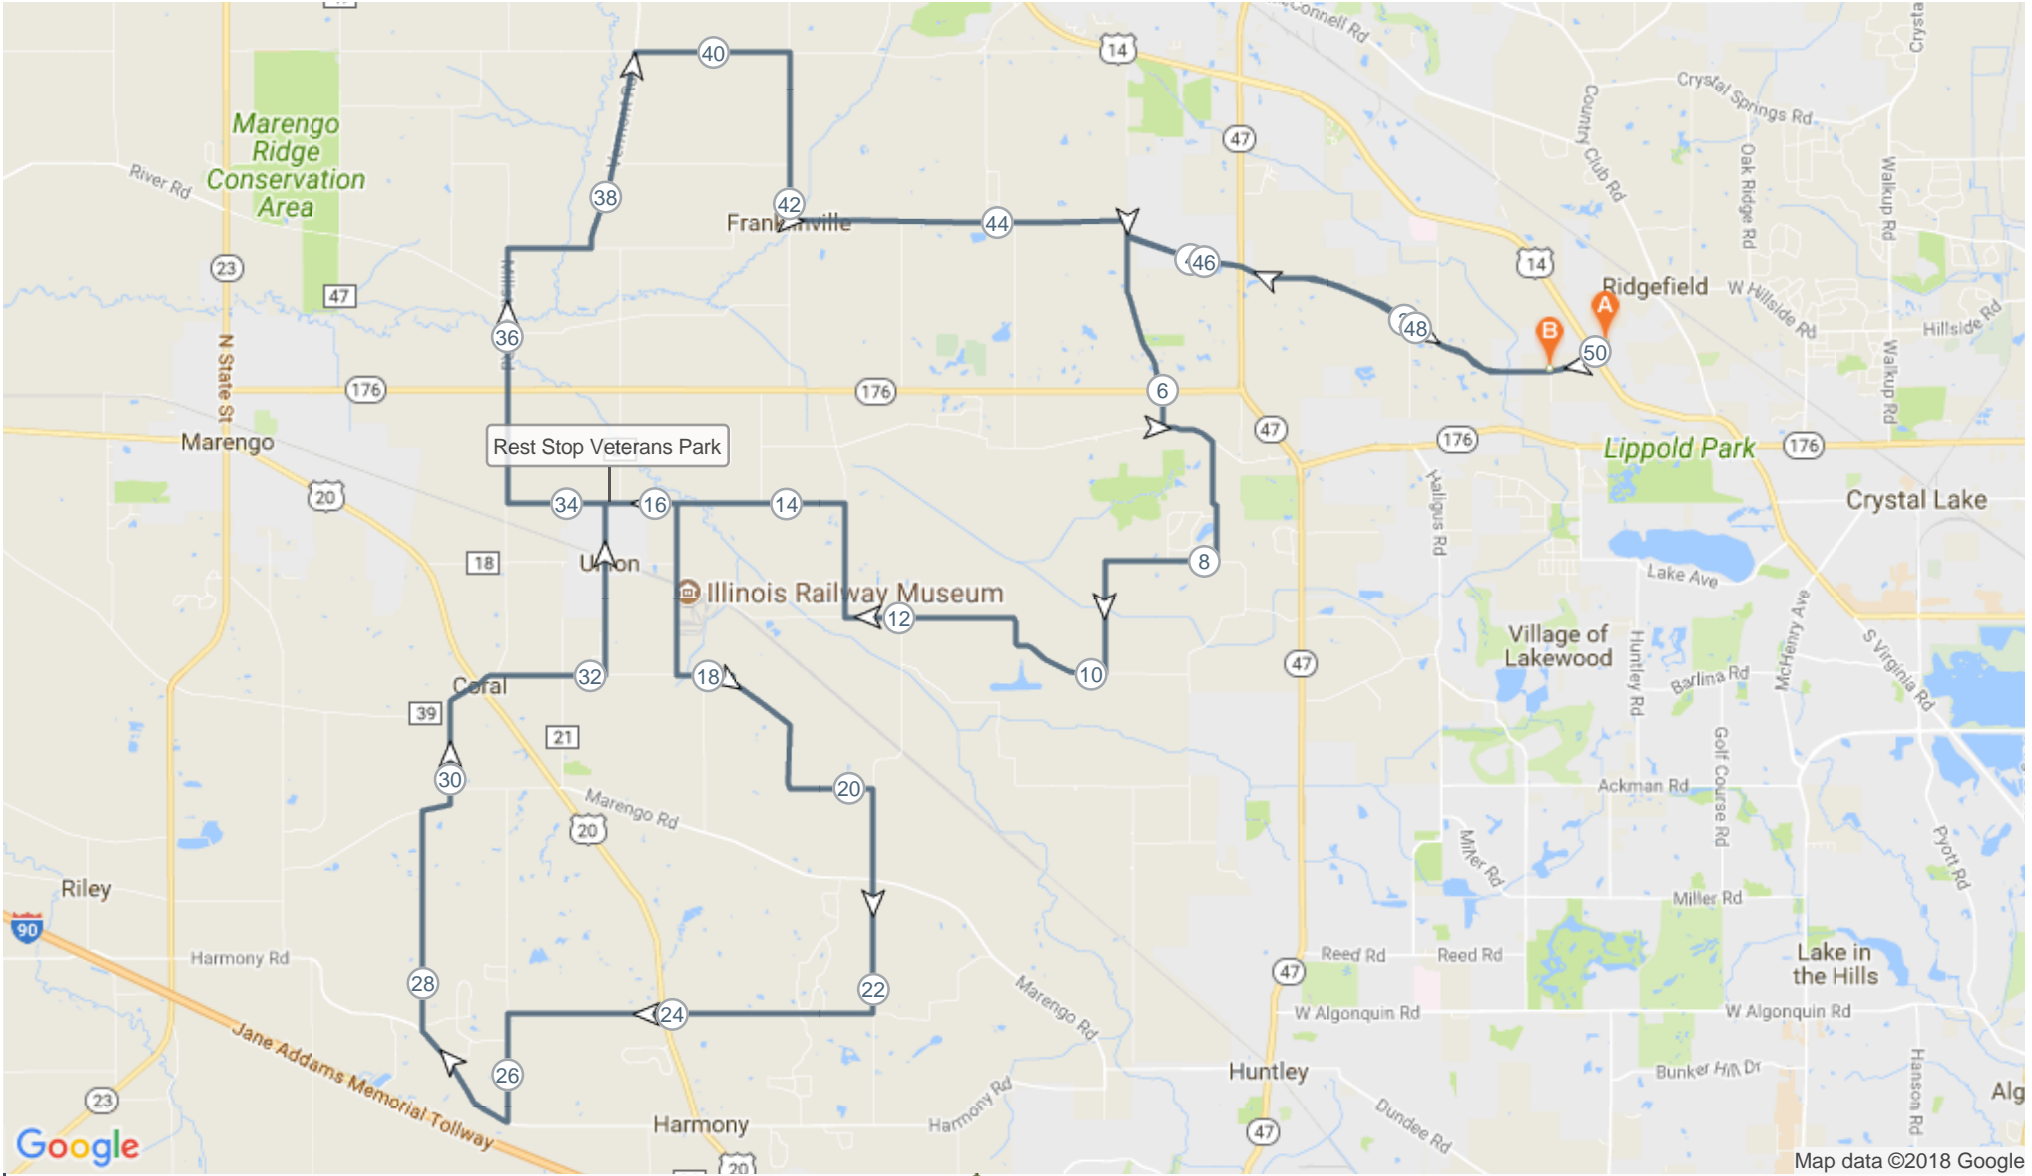 Connell Rd
14
40
Crystal Springs Rd
Country Club Rd
Marengo
Ridge
Conservation
Area
River Rd
Vermont Rd
47
Oak Ridge Rd
Walkup Rd
38
42
Franklinville
44
46
23
47
14
Ridgefield
W Hillside Rd
Hillside Rd
A
B
48
50
36
N State St
Walkup Rd
176
176
6
47
176
Lippold Park
176
Marengo
Rest Stop Veterans Park
20
34
16
14
Haligus Rd
Crystal Lake
18
Union
8
Illinois Railway Museum
Lake Ave
12
Village of
Lakewood
Huntley Rd
McHenry Ave
S Virginia Rd
47
32
18
10
Coral
Barlina Rd
39
21
Golf Course Rd
30
20
Ackman Rd
Marengo Rd
20
Miller Rd
Pyott Rd
Riley
Miller Rd
90
Harmony Rd
Reed Rd
Reed Rd
Lake in
the Hills
28
22
47
Marengo Rd
24
W Algonquin Rd
W Algonquin Rd
Jane Addams Memorial Tollway
26
Huntley
Bunker Hill Dr
Hanson Rd
23
Harmony
Harmony Rd
Dundee Rd
Alg
47
Google
20
Map data ©2018 Google